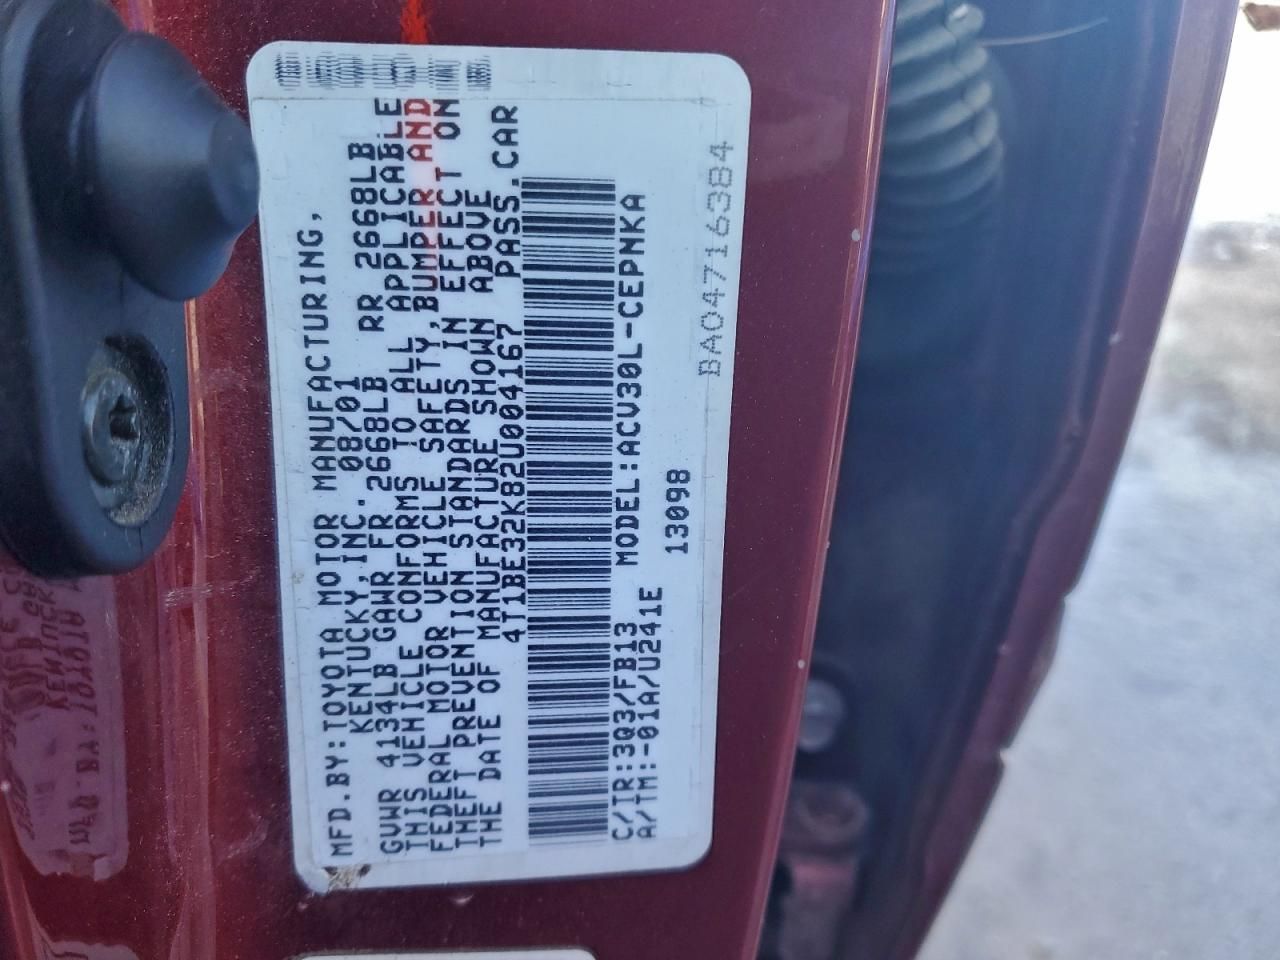 MFD.BY:TOYOTA MOTOR MANUFACTURING,
KENTUCKY,INC. 08/01
GVWR 4134LB GAWR FR 2668LB RR 2668LB
THIS VEHICLE CONFORMS TO ALL APPLICABLE
FEDERAL MOTOR VEHICLE SAFETY,BUMPER AND
THEFT PREVENTION STANDARDS IN EFFECT ON
THE DATE OF MANUFACTURE SHOWN ABOVE
4T1BE32K82U004167 PASS.CAR
C/TR:3Q3/FB13 MODEL:ACV30L-CEPNKA
A/TM:-01A/U241E 13098
BA04716384